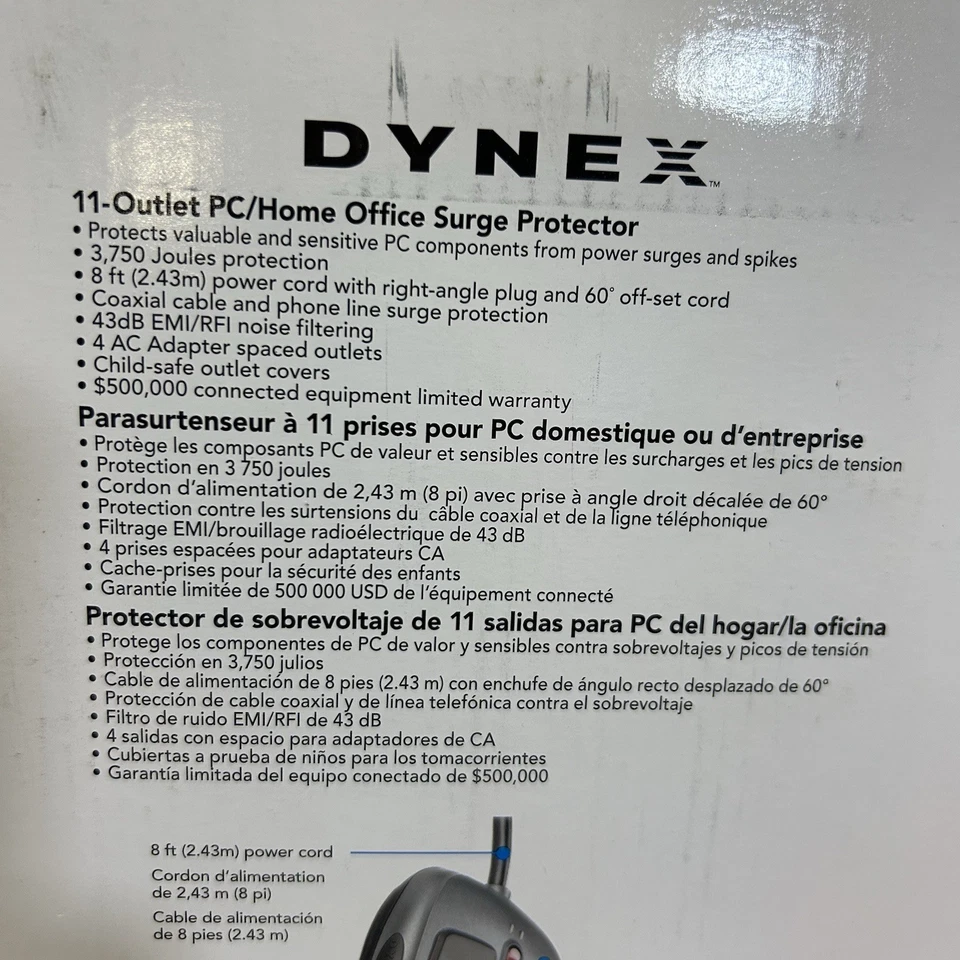 DYNEX™
11-Outlet PC/Home Office Surge Protector
• Protects valuable and sensitive PC components from power surges and spikes
• 3,750 Joules protection
• 8 ft (2.43m) power cord with right-angle plug and 60° off-set cord
• Coaxial cable and phone line surge protection
• 43dB EMI/RFI noise filtering
• 4 AC Adapter spaced outlets
• Child-safe outlet covers
• $500,000 connected equipment limited warranty
Parasurtenseur à 11 prises pour PC domestique ou d’entreprise
• Protège les composants PC de valeur et sensibles contre les surcharges et les pics de tension
• Protection en 3 750 joules
• Cordon d’alimentation de 2,43 m (8 pi) avec prise à angle droit décalée de 60°
• Protection contre les surtensions du câble coaxial et de la ligne téléphonique
• Filtrage EMI/brouillage radioélectrique de 43 dB
• 4 prises espacées pour adaptateurs CA
• Cache-prises pour la sécurité des enfants
• Garantie limitée de 500 000 USD de l’équipement connecté
Protector de sobrevoltaje de 11 salidas para PC del hogar/la oficina
• Protege los componentes de PC de valor y sensibles contra sobrevoltajes y picos de tensión
• Protección en 3,750 julios
• Cable de alimentación de 8 pies (2.43 m) con enchufe de ángulo recto desplazado de 60°
• Protección de cable coaxial y de línea telefónica contra el sobrevoltaje
• Filtro de ruido EMI/RFI de 43 dB
• 4 salidas con espacio para adaptadores de CA
• Cubiertas a prueba de niños para los tomacorrientes
• Garantía limitada del equipo conectado de $500,000
8 ft (2.43m) power cord
Cordon d’alimentation
de 2,43 m (8 pi)
Cable de alimentación
de 8 pies (2.43 m)